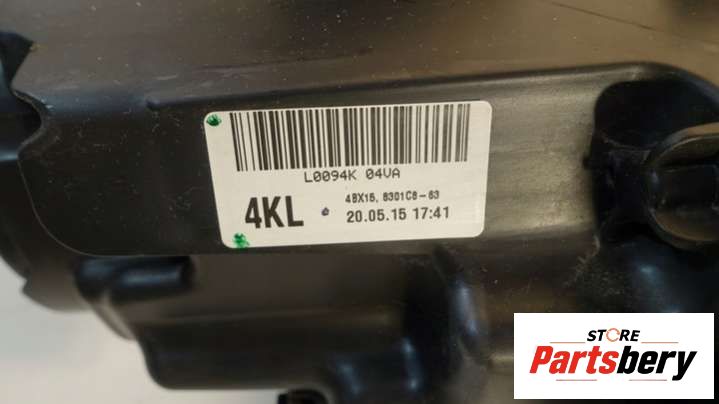 L0094K 04VA
4KL
48X15, 8301C8-63
20.05.15 17:41
STORE
Partsbery